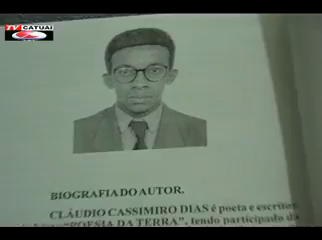 TV CATUAÍ
BIOGRAFIA DO AUTOR.
CLÁUDIO CASSIMIRO DIAS é poeta e escritor
"POESIA DA TERRA", tendo participado da